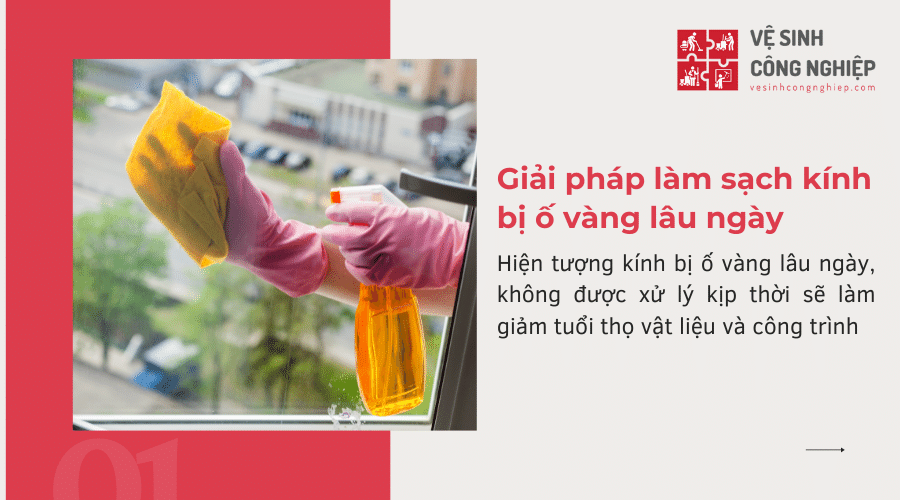 VỆ SINH
CÔNG NGHIỆP
vesinhcongnghiep.com
Giải pháp làm sạch kính
bị ố vàng lâu ngày
Hiện tượng kính bị ố vàng lâu ngày,
không được xử lý kịp thời sẽ làm
giảm tuổi thọ vật liệu và công trình
01